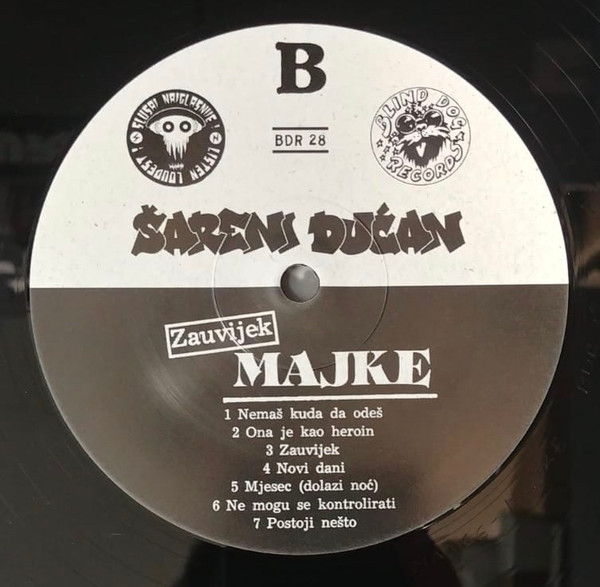 B
SLUŠAJ NAJGLASNIJE!
LISTEN LOUDEST!
BLIND DOG
RECORDS
BDR 28
ŠARENI DUĆAN
Zauvijek
MAJKE
1 Nemaš kuda da odeš
2 Ona je kao heroin
3 Zauvijek
4 Novi dani
5 Mjesec (dolazi noć)
6 Ne mogu se kontrolirati
7 Postoji nešto